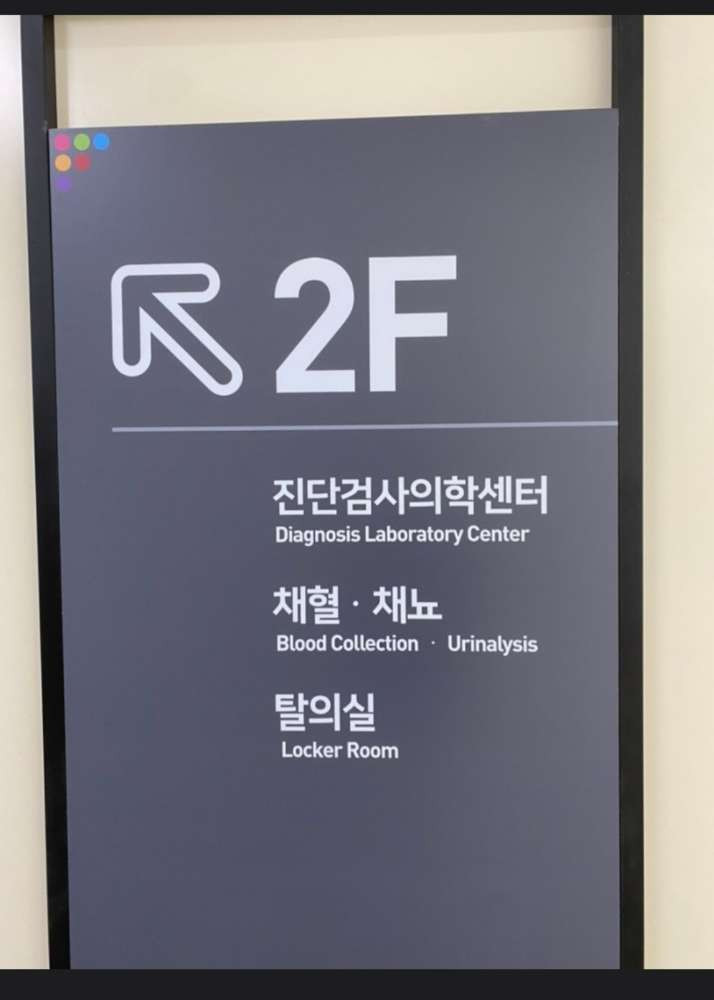 2F
진단검사의학센터
Diagnosis Laboratory Center
채혈 · 채뇨
Blood Collection · Urinalysis
탈의실
Locker Room